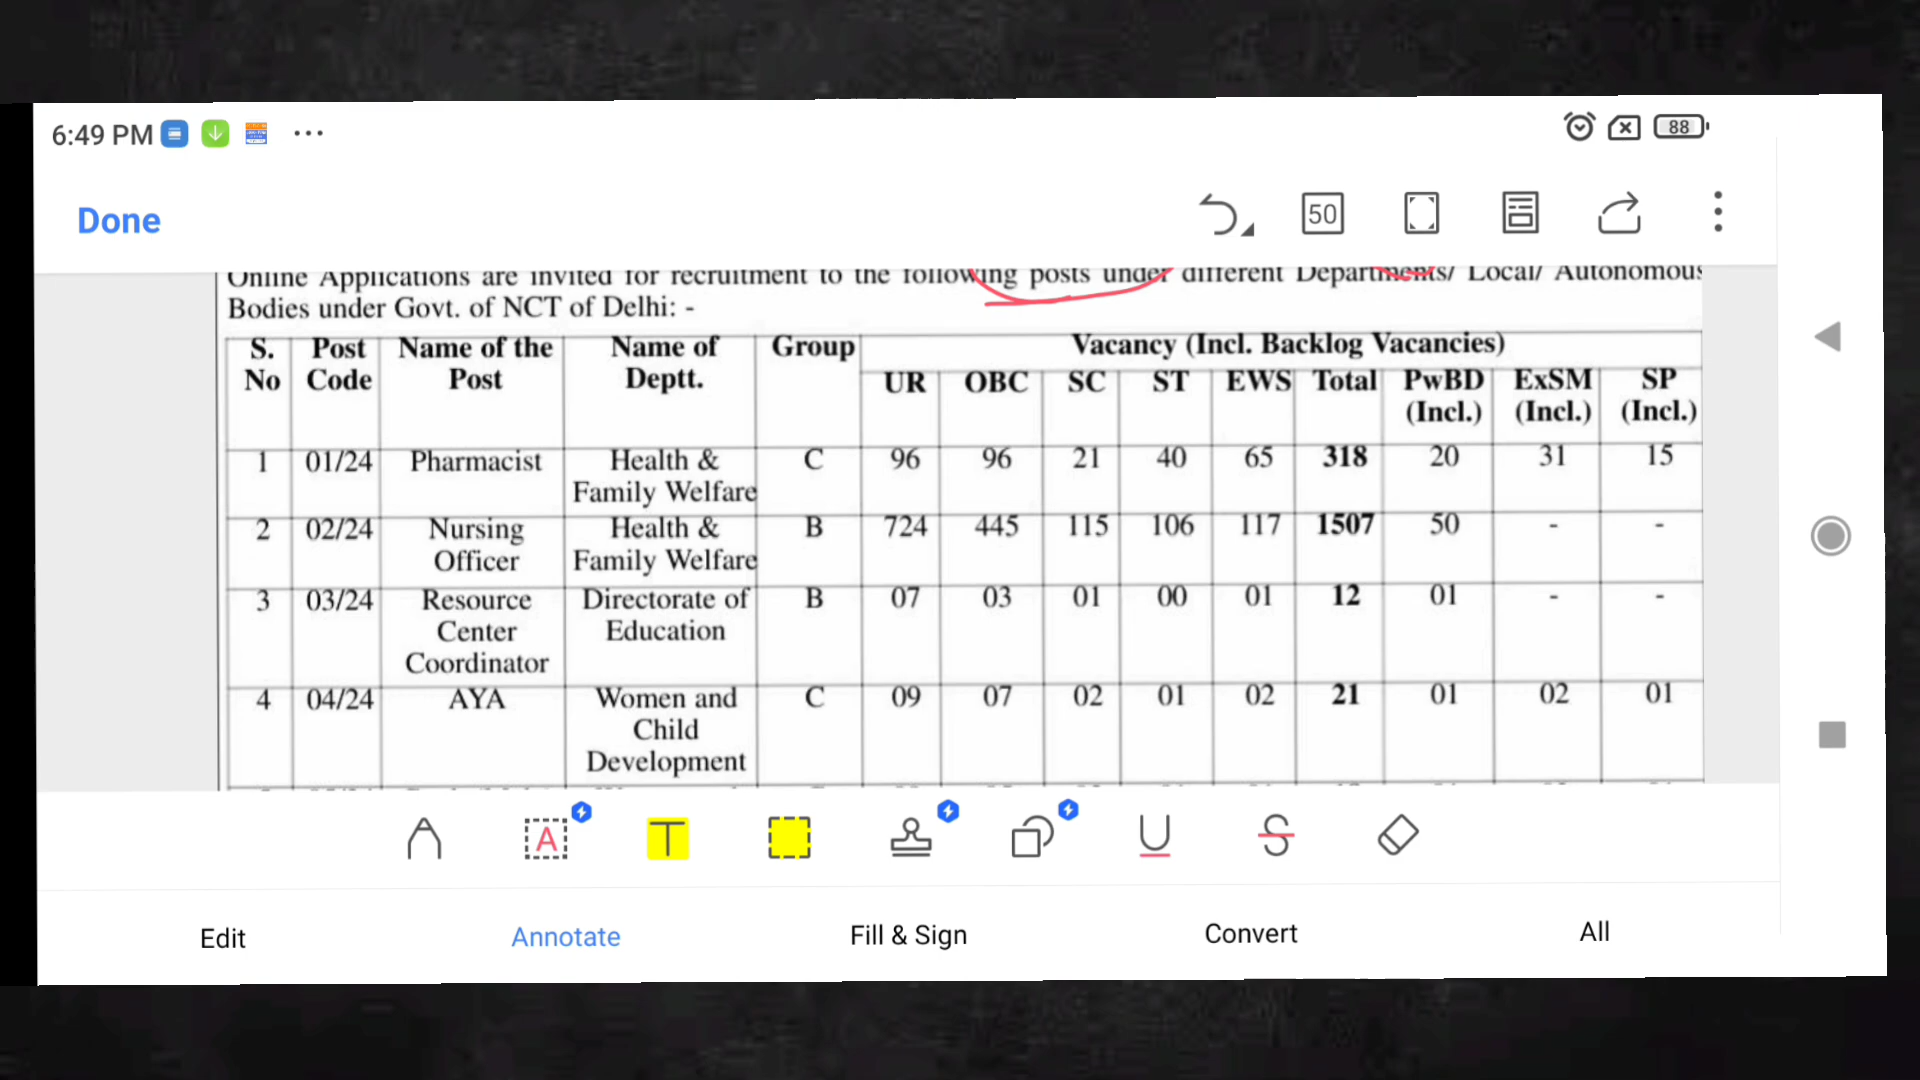 6:49 PM
88
Done
50
Online Applications are invited for recruitment to the following posts under different Departments/ Local/ Autonomous
Bodies under Govt. of NCT of Delhi: -
S. No | Post Code | Name of the Post | Name of Deptt. | Group | Vacancy (Incl. Backlog Vacancies)
UR | OBC | SC | ST | EWS | Total | PwBD (Incl.) | ExSM (Incl.) | SP (Incl.)
1 | 01/24 | Pharmacist | Health & Family Welfare | C | 96 | 96 | 21 | 40 | 65 | 318 | 20 | 31 | 15
2 | 02/24 | Nursing Officer | Health & Family Welfare | B | 724 | 445 | 115 | 106 | 117 | 1507 | 50 | - | -
3 | 03/24 | Resource Center Coordinator | Directorate of Education | B | 07 | 03 | 01 | 00 | 01 | 12 | 01 | - | -
4 | 04/24 | AYA | Women and Child Development | C | 09 | 07 | 02 | 01 | 02 | 21 | 01 | 02 | 01
A T U S
Edit Annotate Fill & Sign Convert All